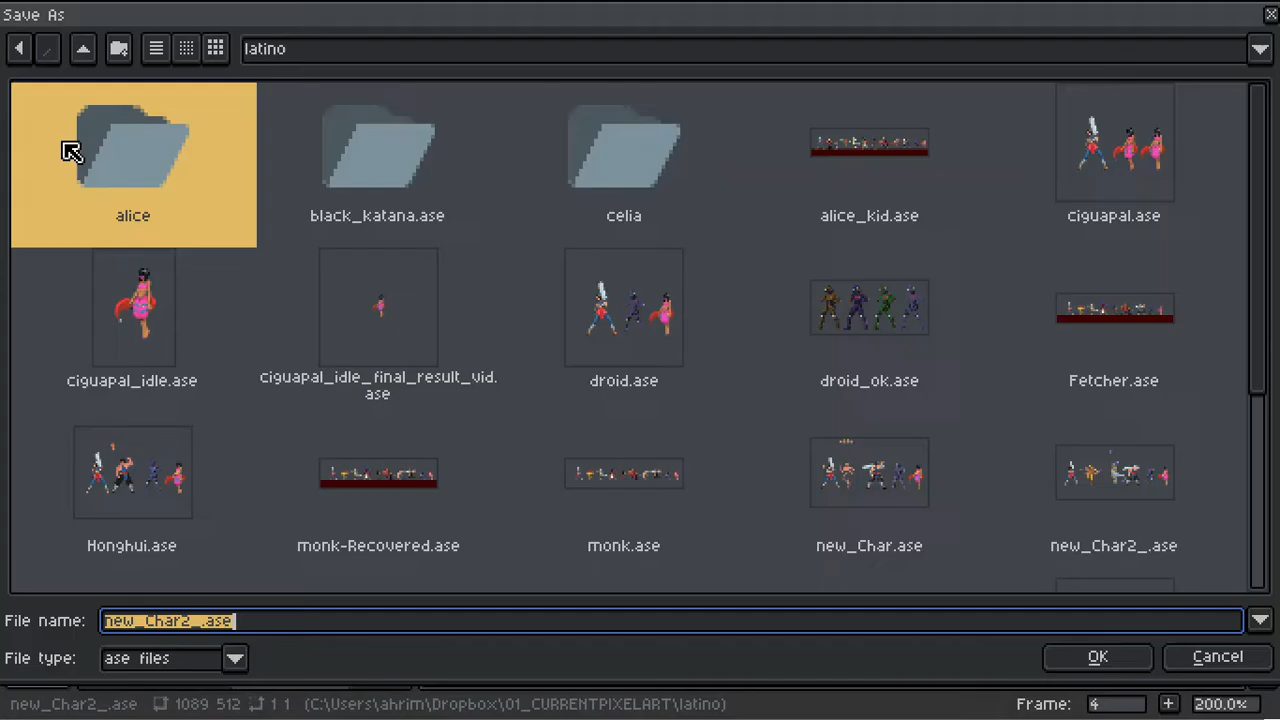 Save As
latino
alice
black_katana.ase
celia
alice_kid.ase
ciguapal.ase
ciguapal_idle.ase
ciguapal_idle_final_result_vid.
ase
droid.ase
droid_ok.ase
Fetcher.ase
Honghui.ase
monk-Recovered.ase
monk.ase
new_Char.ase
new_Char2_.ase
File name: new_Char2_.ase
File type: ase files
OK
Cancel
new_Char2_.ase 1089 512 1 1 (C:\Users\ahrim\Dropbox\01_CURRENTPIXELART\latino) Frame: 4 + 200.0%